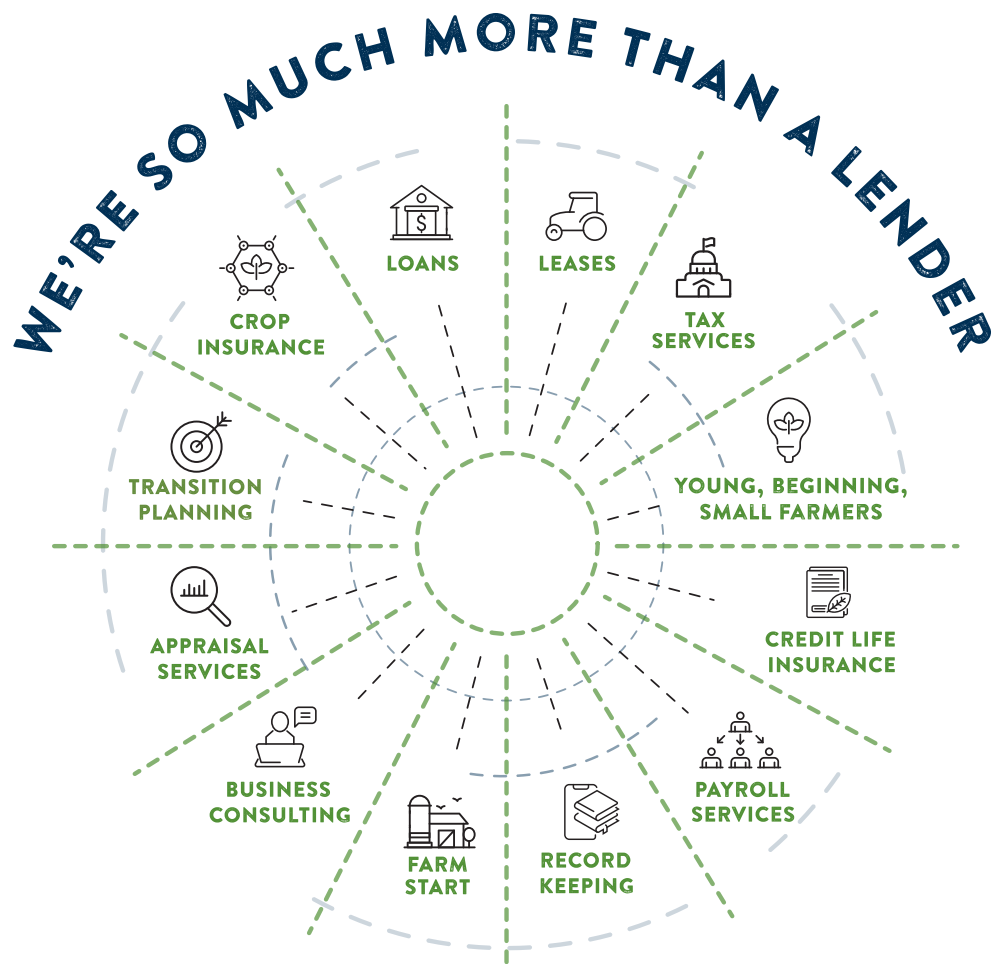 WE'RE SO MUCH MORE THAN A LENDER
LOANS
LEASES
TAX
SERVICES
YOUNG, BEGINNING,
SMALL FARMERS
CREDIT LIFE
INSURANCE
PAYROLL
SERVICES
RECORD
KEEPING
FARM
START
BUSINESS
CONSULTING
APPRAISAL
SERVICES
TRANSITION
PLANNING
CROP
INSURANCE
$